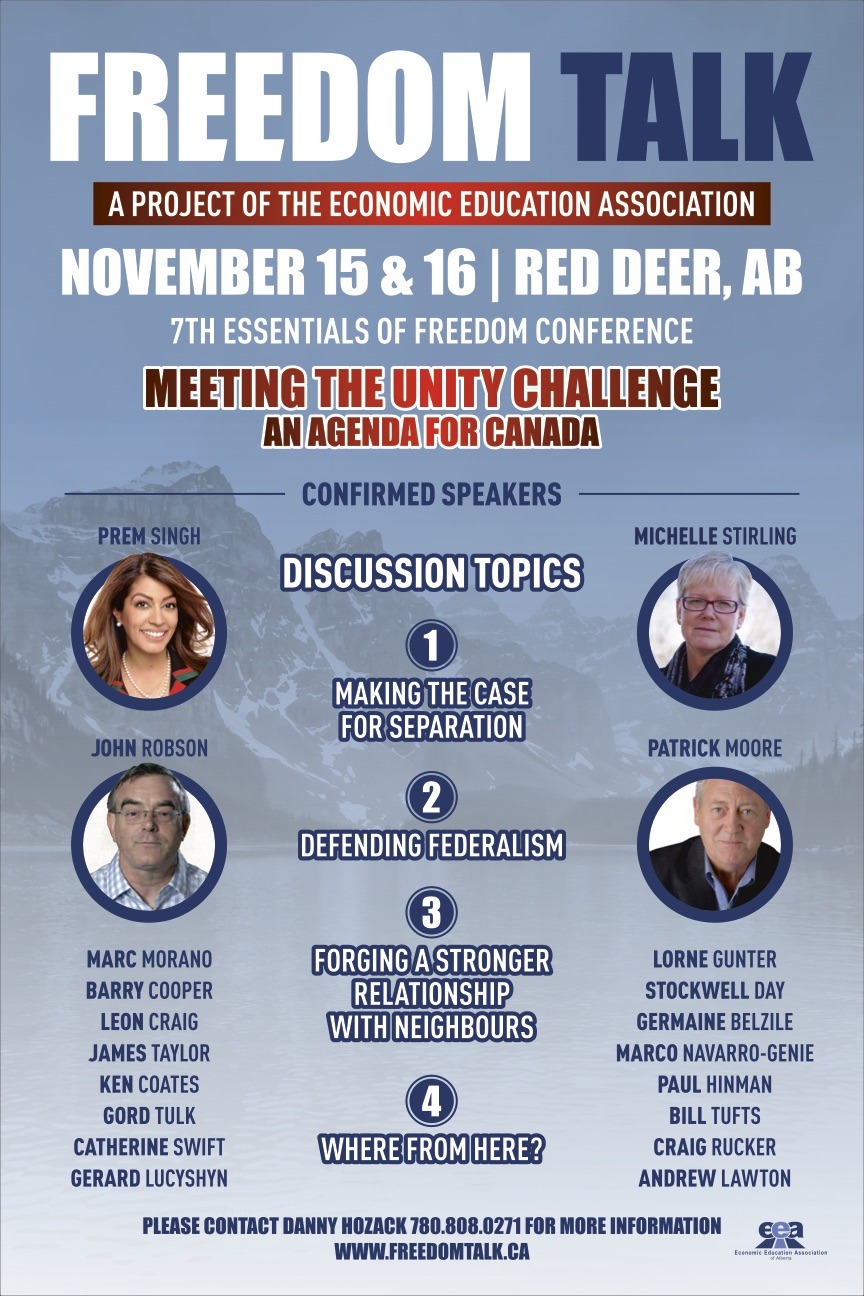 FREEDOM TALK
A PROJECT OF THE ECONOMIC EDUCATION ASSOCIATION
NOVEMBER 15 & 16 | RED DEER, AB
7TH ESSENTIALS OF FREEDOM CONFERENCE
MEETING THE UNITY CHALLENGE
AN AGENDA FOR CANADA
CONFIRMED SPEAKERS
PREM SINGH
JOHN ROBSON
MARC MORANO
BARRY COOPER
LEON CRAIG
JAMES TAYLOR
KEN COATES
GORD TULK
CATHERINE SWIFT
GERARD LUCYSHYN
DISCUSSION TOPICS
1
MAKING THE CASE
FOR SEPARATION
2
DEFENDING FEDERALISM
3
FORGING A STRONGER
RELATIONSHIP
WITH NEIGHBOURS
4
WHERE FROM HERE?
MICHELLE STIRLING
PATRICK MOORE
LORNE GUNTER
STOCKWELL DAY
GERMAINE BELZILE
MARCO NAVARRO-GENIE
PAUL HINMAN
BILL TUFTS
CRAIG RUCKER
ANDREW LAWTON
PLEASE CONTACT DANNY HOZACK 780.808.0271 FOR MORE INFORMATION
WWW.FREEDOMTALK.CA
eea
Economic Education Association
of Alberta